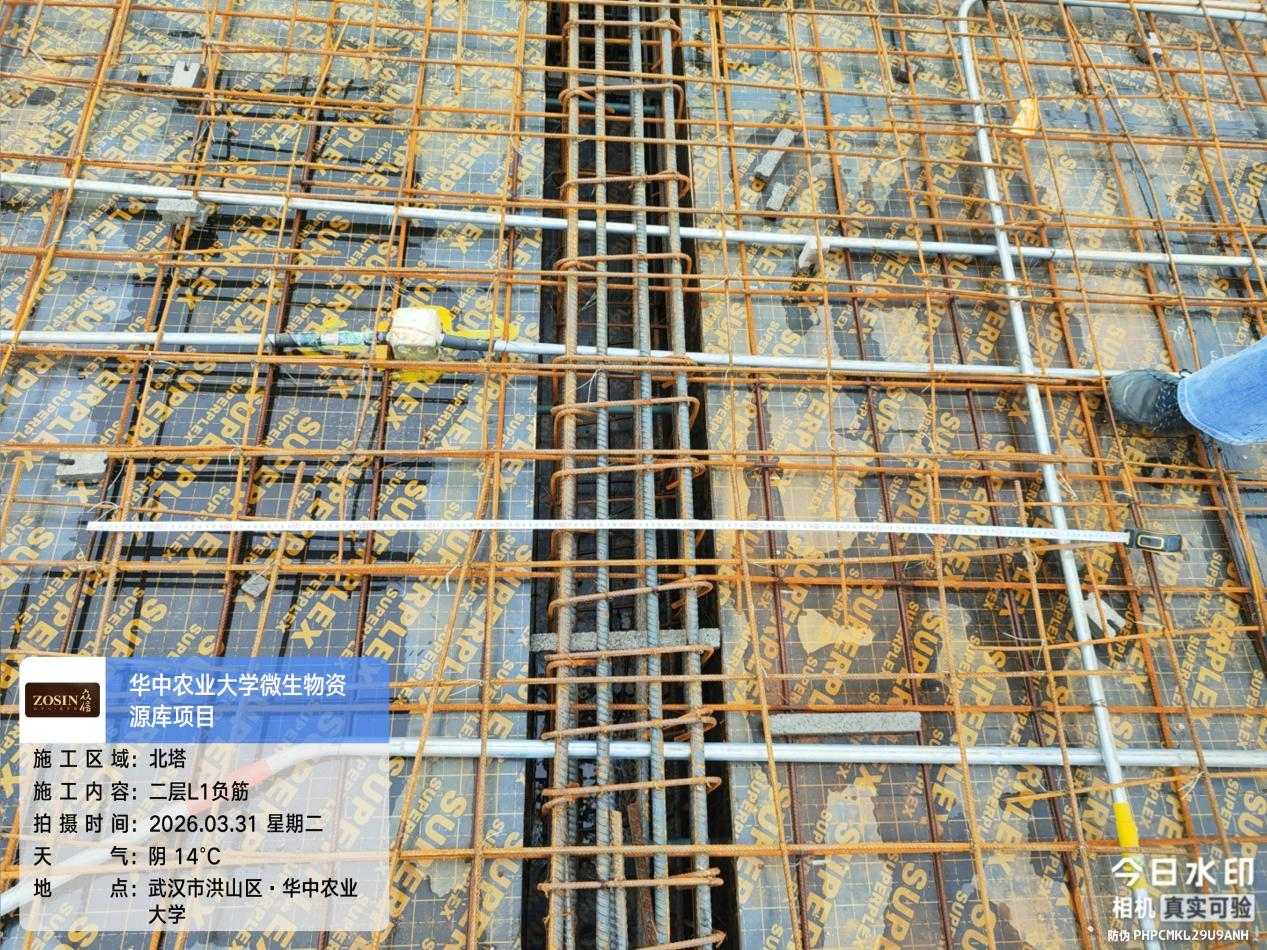 SUPERPLEX
ZOSIN 众信
华中农业大学微生物资
源库项目
施工区域：北塔
施工内容：二层L1负筋
拍摄时间：2026.03.31 星期二
天气：阴 14℃
地点：武汉市洪山区·华中农业
大学
今日水印
相机 真实可验
防伪 PHPCMKL29U9ANH